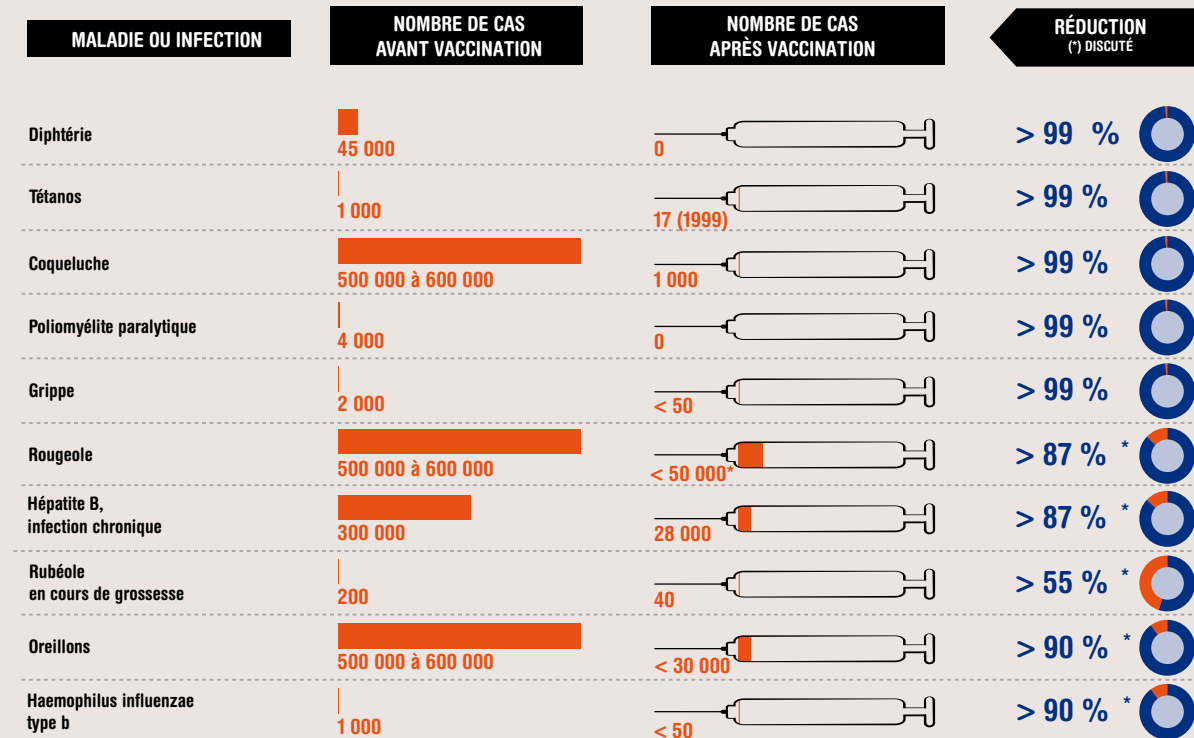 MALADIE OU INFECTION
NOMBRE DE CAS
AVANT VACCINATION
NOMBRE DE CAS
APRÈS VACCINATION
RÉDUCTION
(*) DISCUTÉ
Diphtérie
45 000
0
> 99 %
Tétanos
1 000
17 (1999)
> 99 %
Coqueluche
500 000 à 600 000
1 000
> 99 %
Poliomyélite paralytique
4 000
0
> 99 %
Grippe
2 000
< 50
> 99 %
Rougeole
500 000 à 600 000
< 50 000*
> 87 % *
Hépatite B,
infection chronique
300 000
28 000
> 87 % *
Rubéole
en cours de grossesse
200
40
> 55 % *
Oreillons
500 000 à 600 000
< 30 000
> 90 % *
Haemophilus influenzae
type b
1 000
< 50
> 90 % *